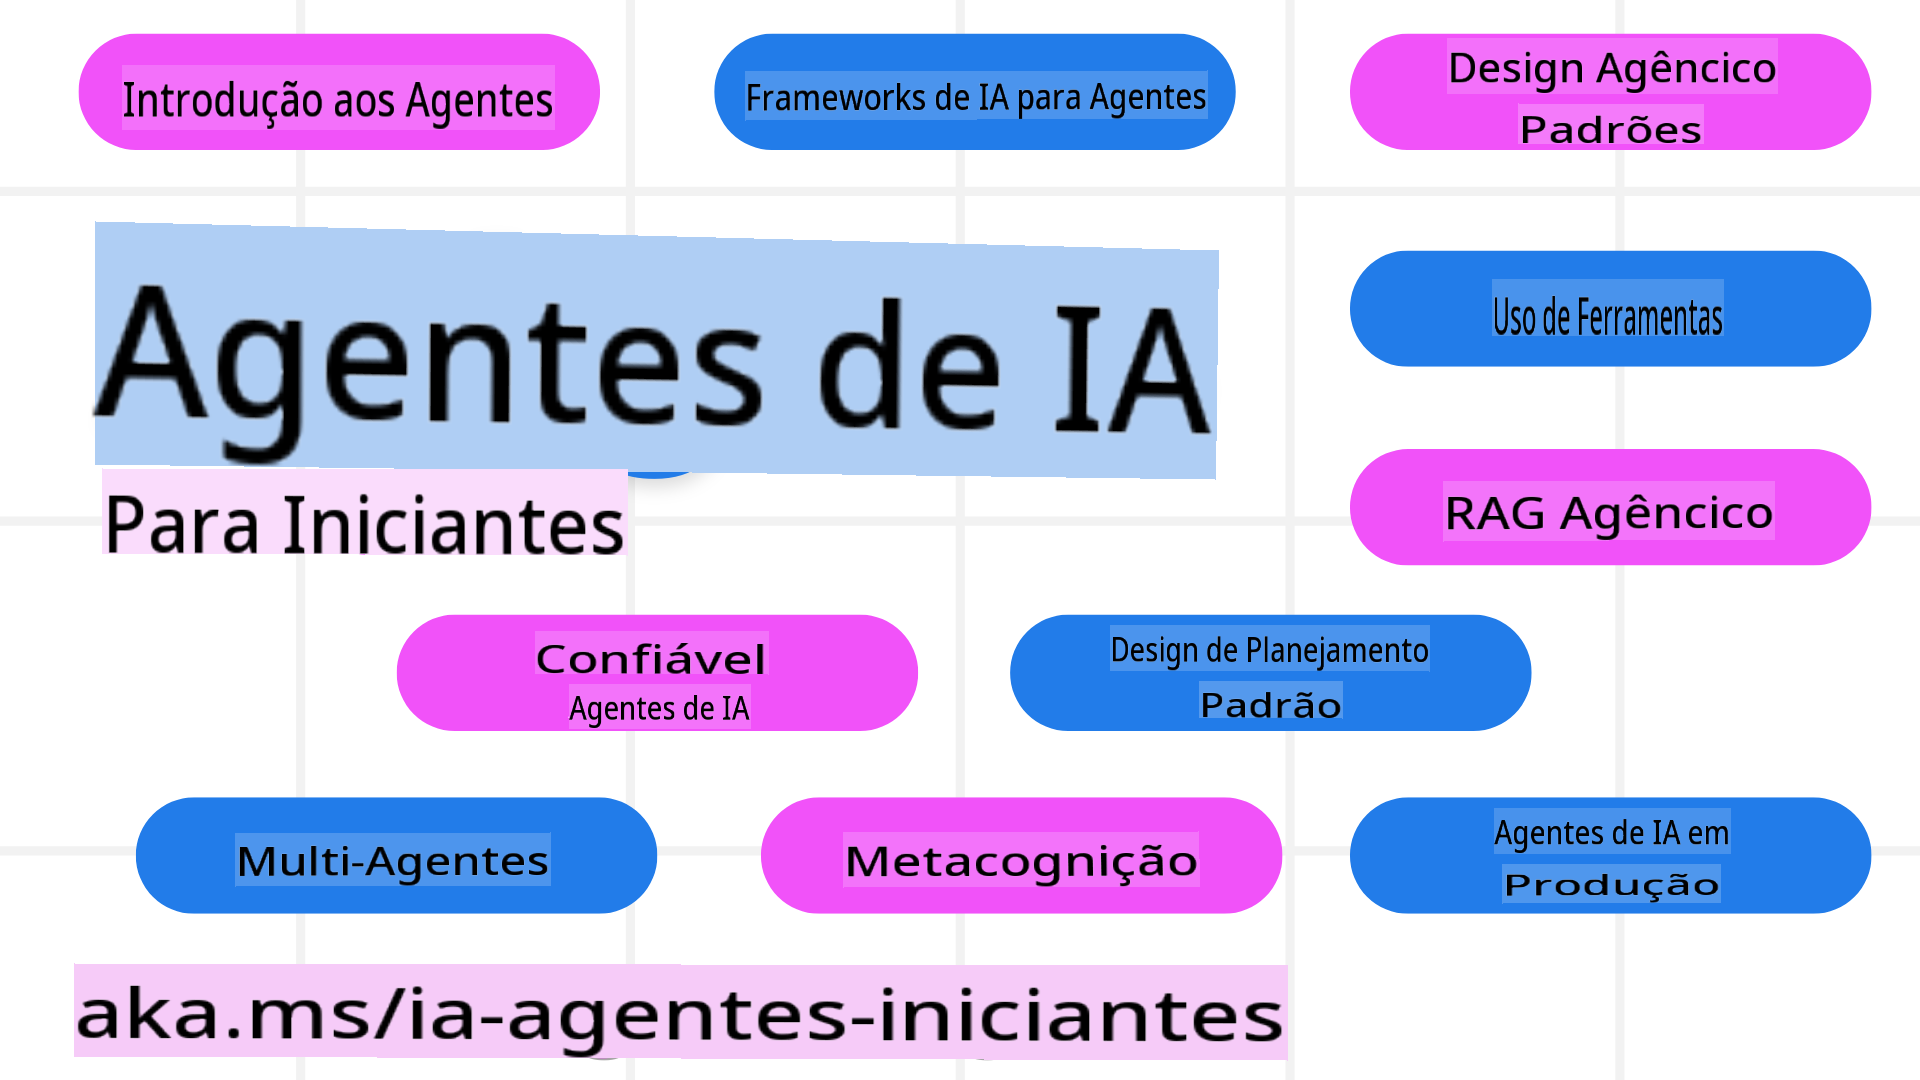 Introdução aos Agentes
Frameworks de IA para Agentes
Design Agêncico
Padrões
Agentes de IA
Para Iniciantes
Uso de Ferramentas
RAG Agêncico
Confiável
Agentes de IA
Design de Planejamento
Padrão
Multi-Agentes
Metacognição
Agentes de IA em
Produção
aka.ms/ia-agentes-iniciantes